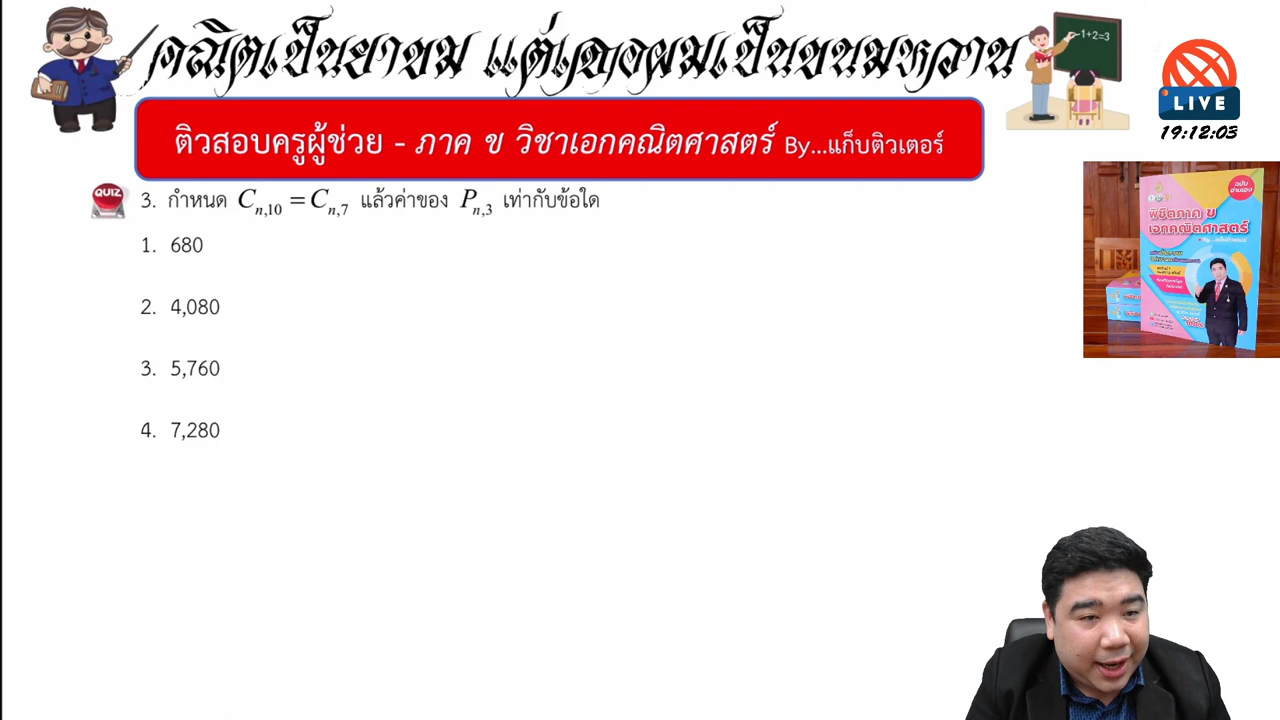 คณิตเป็นยาขม แต่เคอผมเป็นขนมหวาน
1+2=3
LIVE
19:12:03
ติวสอบครูผู้ช่วย - ภาค ข วิชาเอกคณิตศาสตร์ By...แก็บติวเตอร์
QUIZ
3. กำหนด C n,10 = C n,7 แล้วค่าของ P n,3 เท่ากับข้อใด
1. 680
2. 4,080
3. 5,760
4. 7,280
ฉบับ
อ่านเอง
พิชิตภาค ข
เอกคณิตศาสตร์